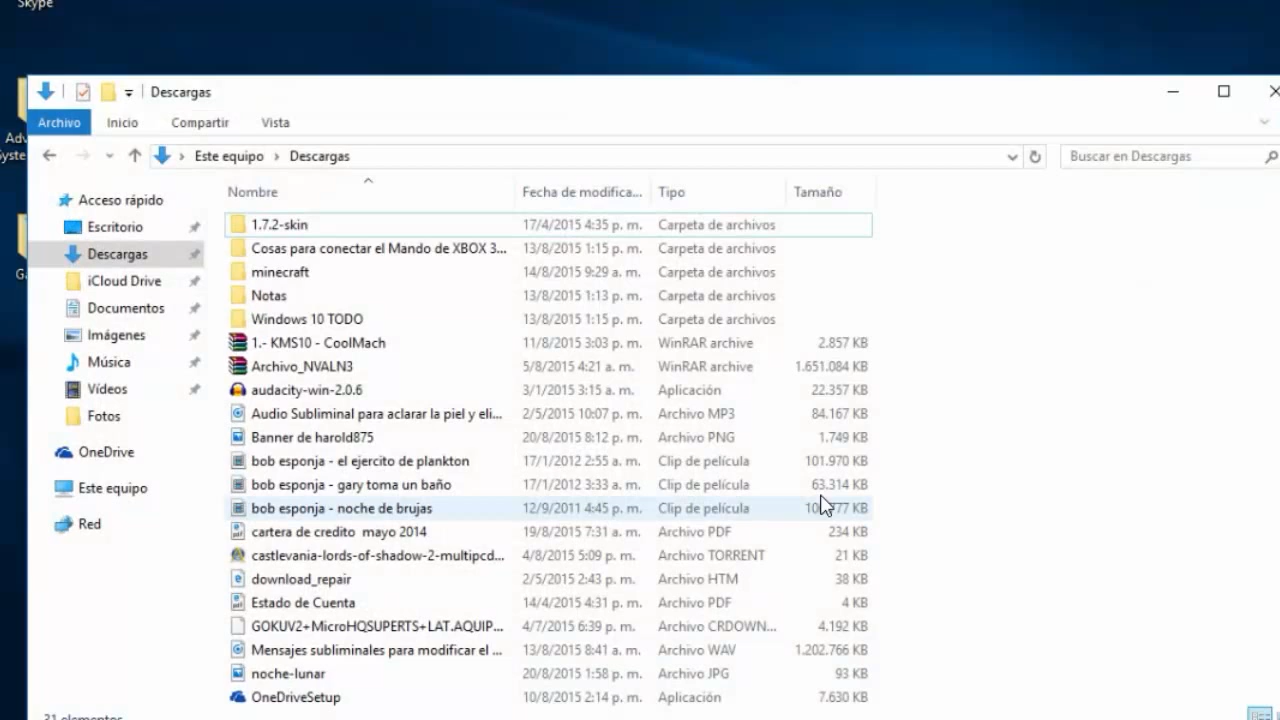 Skype
Descargas
Archivo Inicio Compartir Vista
Este equipo Descargas Buscar en Descargas
Nombre Fecha de modifica... Tipo Tamaño
Acceso rápido
Escritorio
Descargas
iCloud Drive
Documentos
Imágenes
Música
Vídeos
Fotos
OneDrive
Este equipo
Red
1.7.2-skin 17/4/2015 4:35 p. m. Carpeta de archivos
Cosas para conectar el Mando de XBOX 3... 13/8/2015 1:15 p. m. Carpeta de archivos
minecraft 14/8/2015 9:29 a. m. Carpeta de archivos
Notas 13/8/2015 1:13 p. m. Carpeta de archivos
Windows 10 TODO 13/8/2015 1:15 p. m. Carpeta de archivos
1.- KMS10 - CoolMach 11/8/2015 3:03 p. m. WinRAR archive 2.857 KB
Archivo_NVALN3 5/8/2015 4:21 a. m. WinRAR archive 1.651.084 KB
audacity-win-2.0.6 3/1/2015 3:15 a. m. Aplicación 22.357 KB
Audio Subliminal para aclarar la piel y eli... 2/5/2015 10:07 p. m. Archivo MP3 84.167 KB
Banner de harold875 20/8/2015 8:12 p. m. Archivo PNG 1.749 KB
bob esponja - el ejercito de plankton 17/1/2012 2:55 a. m. Clip de película 101.970 KB
bob esponja - gary toma un baño 17/1/2012 3:33 a. m. Clip de película 63.314 KB
bob esponja - noche de brujas 12/9/2011 4:45 p. m. Clip de película KB
cartera de credito mayo 2014 19/8/2015 7:31 a. m. Archivo PDF 234 KB
castlevania-lords-of-shadow-2-multipcd... 4/8/2015 5:09 p. m. Archivo TORRENT 21 KB
download_repair 2/5/2015 2:43 p. m. Archivo HTM 38 KB
Estado de Cuenta 14/4/2015 4:31 p. m. Archivo PDF 4 KB
GOKUV2+MicroHQSUPERTS+LAT.AQUIP... 4/7/2015 6:39 p. m. Archivo CRDOWN... 4.192 KB
Mensajes subliminales para modificar el ... 13/8/2015 8:41 a. m. Archivo WAV 1.202.766 KB
noche-lunar 20/8/2015 1:58 p. m. Archivo JPG 93 KB
OneDriveSetup 10/8/2015 2:14 p. m. Aplicación 7.630 KB
31 elementos